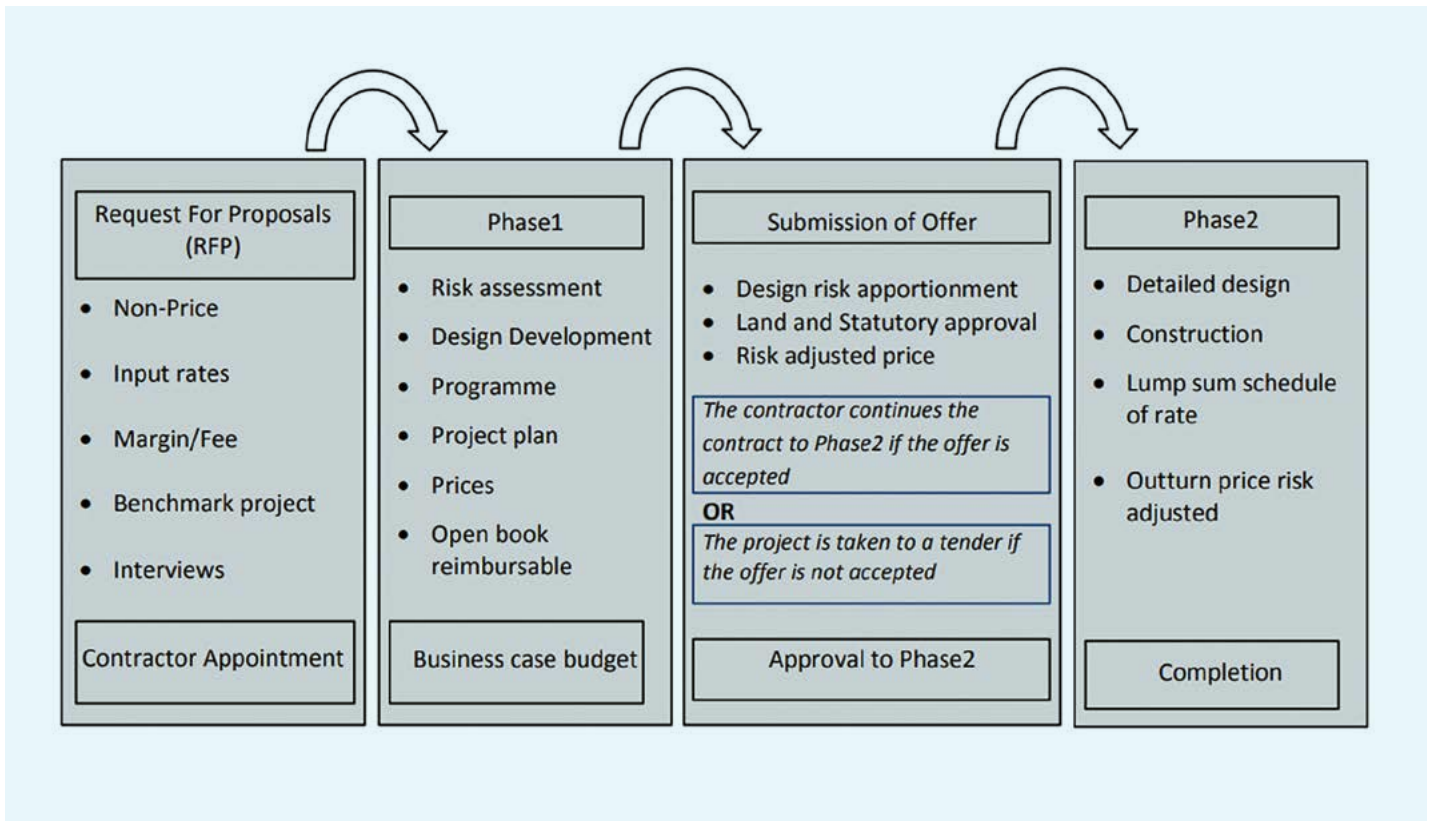 Request For Proposals
(RFP)
• Non-Price
• Input rates
• Margin/Fee
• Benchmark project
• Interviews
Contractor Appointment
Phase1
• Risk assessment
• Design Development
• Programme
• Project plan
• Prices
• Open book
reimbursable
Business case budget
Submission of Offer
• Design risk apportionment
• Land and Statutory approval
• Risk adjusted price
The contractor continues the
contract to Phase2 if the offer is
accepted
OR
The project is taken to a tender if
the offer is not accepted
Approval to Phase2
Phase2
• Detailed design
• Construction
• Lump sum schedule
of rate
• Outturn price risk
adjusted
Completion